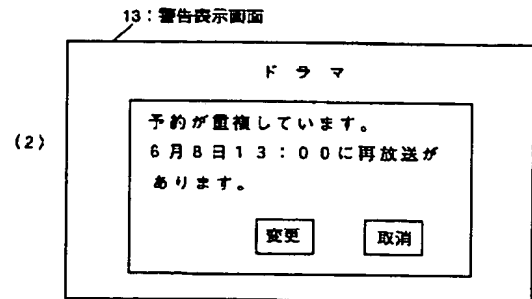 13：警告表示画面
ドラマ
(2)
予約が重複しています。
6月8日13：00に再放送が
あります。
変更
取消